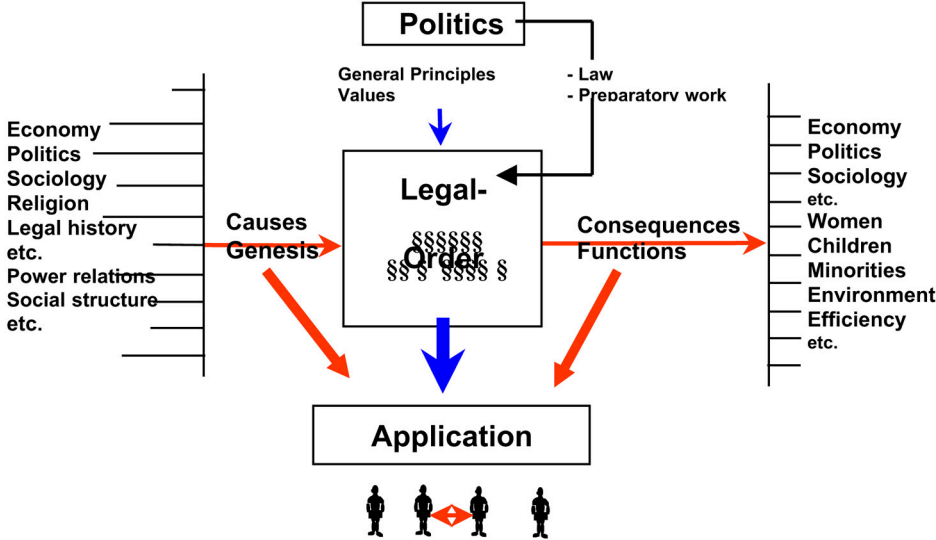 Politics
General Principles
Values
- Law
- Preparatory work
Economy
Politics
Sociology
Religion
Legal history
etc.
Power relations
Social structure
etc.
Causes
Genesis
Legal-
§§§§§§
Order
§§ § §§§§ §
Consequences
Functions
Economy
Politics
Sociology
etc.
Women
Children
Minorities
Environment
Efficiency
etc.
Application